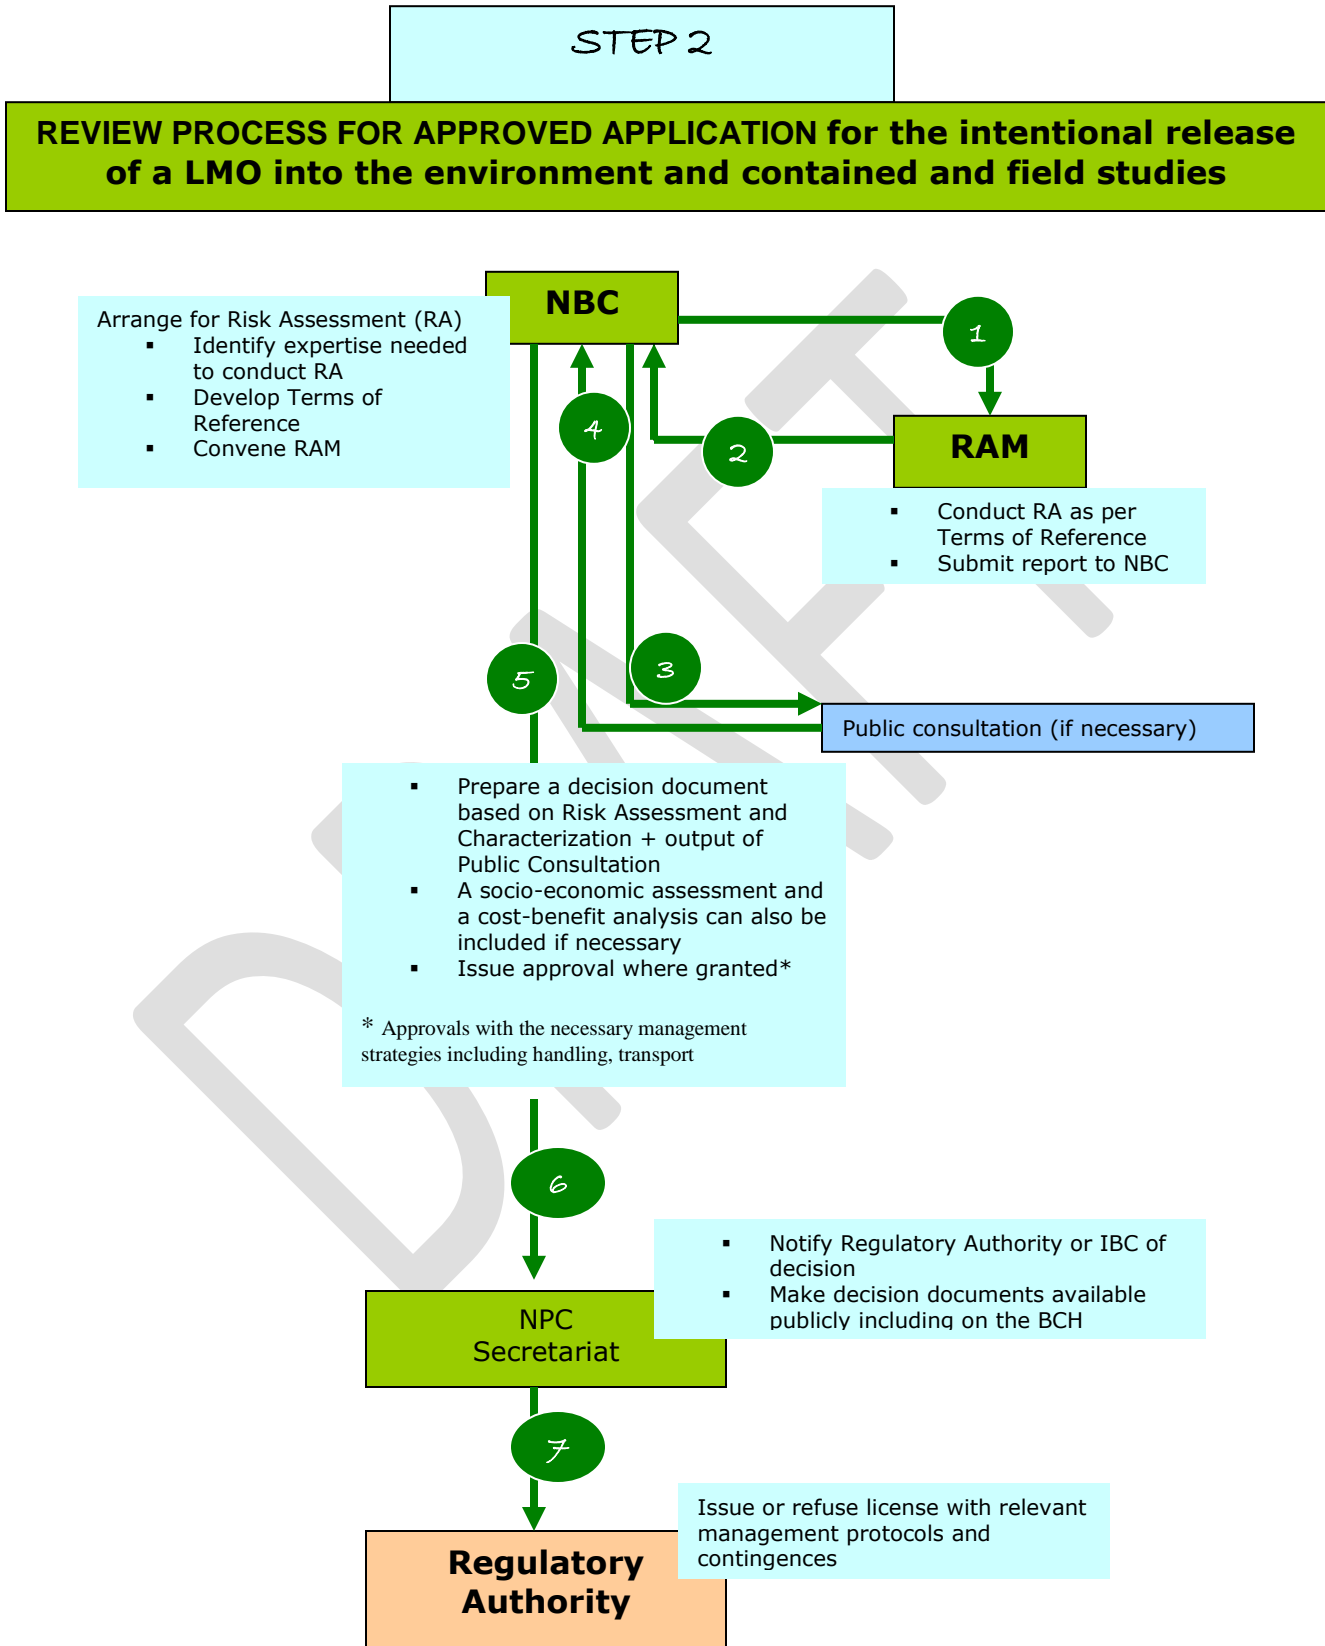 STEP 2
REVIEW PROCESS FOR APPROVED APPLICATION for the intentional release
of a LMO into the environment and contained and field studies
NBC
Arrange for Risk Assessment (RA)
▪ Identify expertise needed
to conduct RA
▪ Develop Terms of
Reference
▪ Convene RAM
1
4
2
RAM
▪ Conduct RA as per
Terms of Reference
▪ Submit report to NBC
5
3
Public consultation (if necessary)
▪ Prepare a decision document
based on Risk Assessment and
Characterization + output of
Public Consultation
▪ A socio-economic assessment and
a cost-benefit analysis can also be
included if necessary
▪ Issue approval where granted*
* Approvals with the necessary management
strategies including handling, transport
6
▪ Notify Regulatory Authority or IBC of
decision
▪ Make decision documents available
publicly including on the BCH
NPC
Secretariat
7
Issue or refuse license with relevant
management protocols and
contingences
Regulatory
Authority
DRAFT